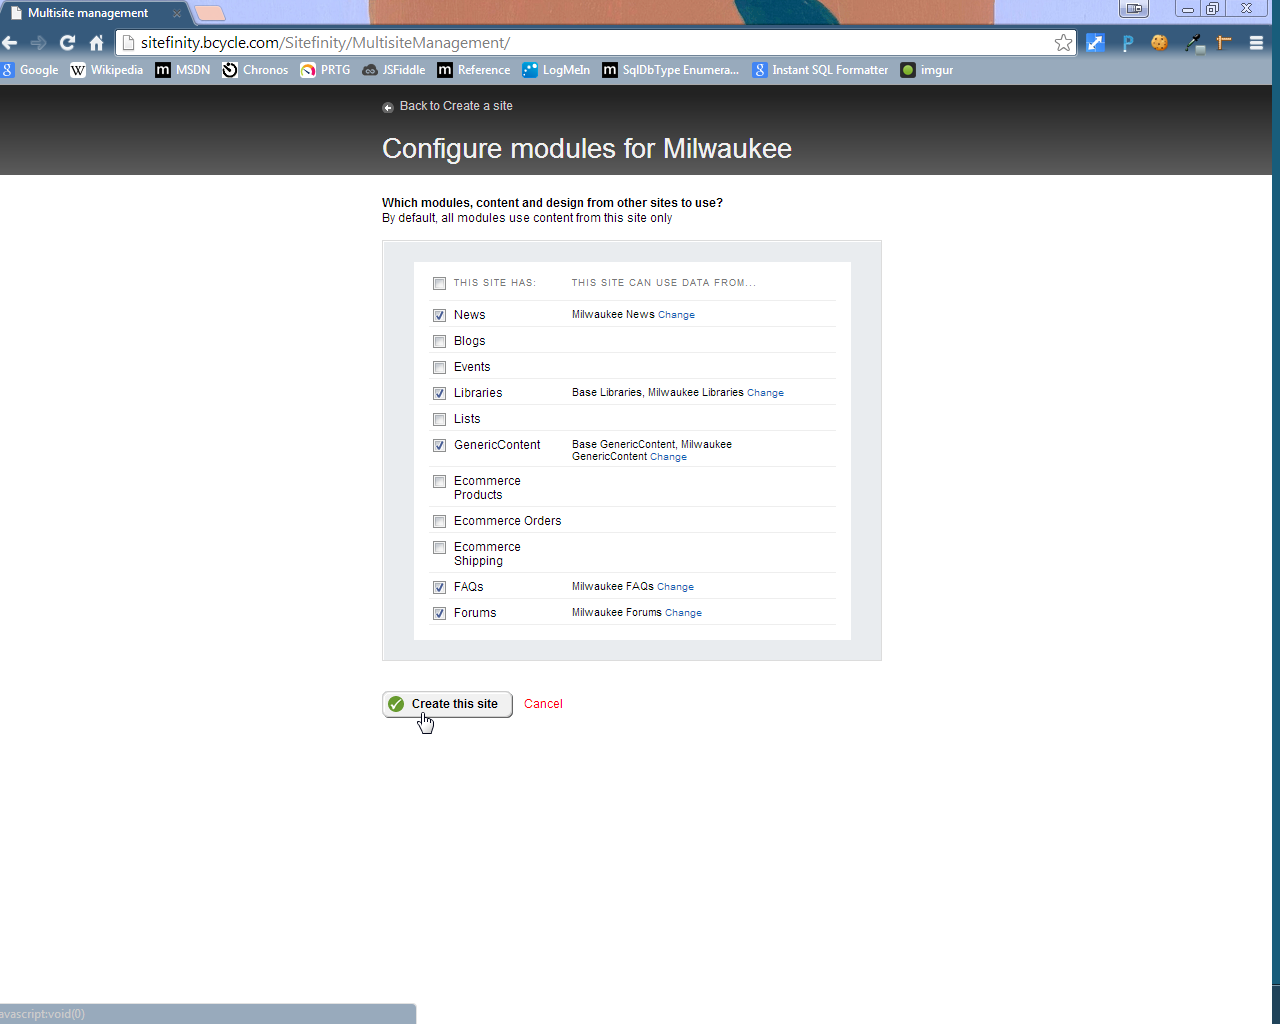 Multisite management
sitefinity.bcycle.com/Sitefinity/MultisiteManagement/
Google Wikipedia MSDN Chronos PRTG JSFiddle Reference LogMeIn SqlDbType Enumera... Instant SQL Formatter imgur
Back to Create a site
Configure modules for Milwaukee
Which modules, content and design from other sites to use?
By default, all modules use content from this site only
THIS SITE HAS: THIS SITE CAN USE DATA FROM...
News Milwaukee News Change
Blogs
Events
Libraries Base Libraries, Milwaukee Libraries Change
Lists
GenericContent Base GenericContent, Milwaukee
GenericContent Change
Ecommerce
Products
Ecommerce Orders
Ecommerce
Shipping
FAQs Milwaukee FAQs Change
Forums Milwaukee Forums Change
Create this site Cancel
avascript:void(0)